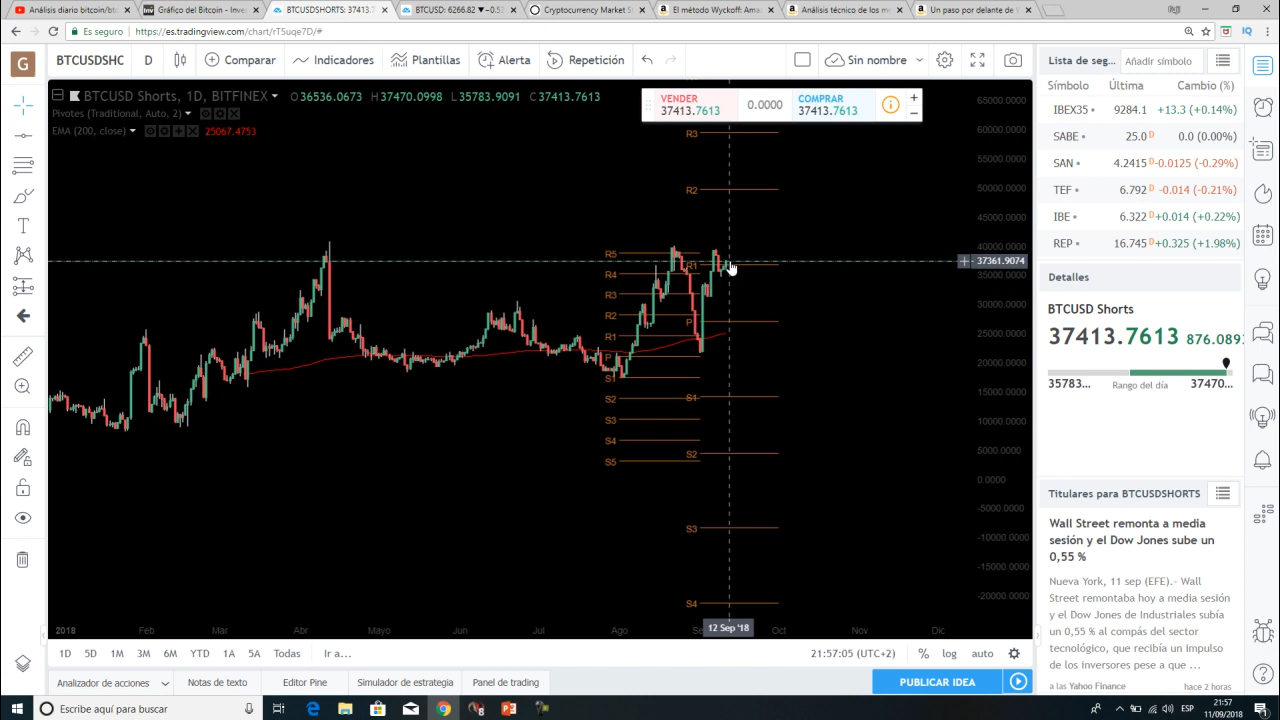 Análisis diario bitcoin/btc
Gráfico del Bitcoin - Inves
BTCUSDSHORTS: 37413.7
BTCUSD: 6286.82 ▼−0.53
Cryptocurrency Market S
El método Wyckoff: Amaz
Análisis técnico de los me
Un paso por delante de W
Es seguro
https://es.tradingview.com/chart/rT5uqe7D/#
G
BTCUSDSHC
D
Comparar
Indicadores
Plantillas
Alerta
Repetición
Sin nombre
BTCUSD Shorts, 1D, BITFINEX
O36536.0673 H37470.0998 L35783.9091 C37413.7613
Pivotes (Traditional, Auto, 2)
EMA (200, close)
25067.4753
VENDER
37413.7613
0.0000
COMPRAR
37413.7613
R3
R2
R1
P
S1
S2
S3
S4
R5
R4
R3
R2
R1
P
S1
S2
S3
S4
S5
65000.0000
60000.0000
55000.0000
50000.0000
45000.0000
40000.0000
37361.9074
35000.0000
30000.0000
25000.0000
20000.0000
15000.0000
10000.0000
5000.0000
0.0000
-5000.0000
-10000.0000
-15000.0000
-20000.0000
2018
Feb
Mar
Abr
Mayo
Jun
Jul
Ago
12 Sep '18
Oct
Nov
Dic
1D 5D 1M 3M 6M YTD 1A 5A Todas
Ir a...
21:57:05 (UTC+2)
% log auto
Analizador de acciones
Notas de texto
Editor Pine
Simulador de estrategia
Panel de trading
PUBLICAR IDEA
Lista de seg...
Añadir símbolo
Símbolo Última Cambio (%)
IBEX35 9284.1 +13.3 (+0.14%)
SABE 25.0 D 0.0 (0.00%)
SAN 4.2415 D -0.0125 (-0.29%)
TEF 6.792 D -0.014 (-0.21%)
IBE 6.322 D +0.014 (+0.22%)
REP 16.745 D +0.325 (+1.98%)
Detalles
BTCUSD Shorts
37413.7613 876.089
35783... Rango del día 37470...
Titulares para BTCUSDSHORTS
Wall Street remonta a media
sesión y el Dow Jones sube un
0,55 %
Nueva York, 11 sep (EFE).- Wall
Street remontaba hoy a media sesión
y el Dow Jones de Industriales subía
un 0,55 % al compás del sector
tecnológico, que recibía un impulso
de los inversores pese a que ...
a las Yahoo Finance
hace 2 horas
Escribe aquí para buscar
ESP
21:57
11/09/2018